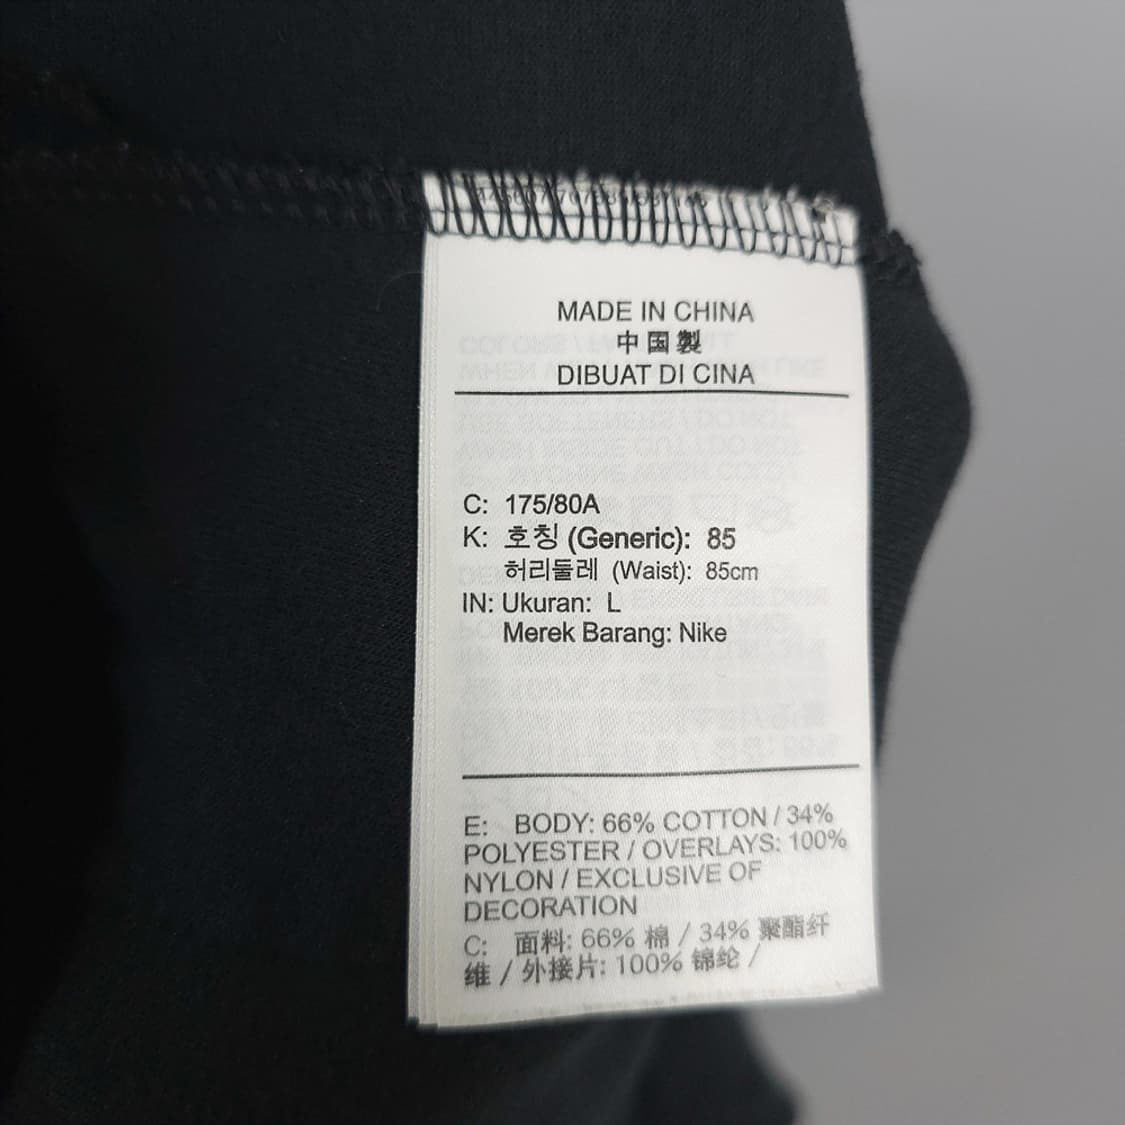 MADE IN CHINA
中国製
DIBUAT DI CINA
C: 175/80A
K: 호칭 (Generic): 85
허리둘레 (Waist): 85cm
IN: Ukuran: L
Merek Barang: Nike
E: BODY: 66% COTTON / 34%
POLYESTER / OVERLAYS: 100%
NYLON / EXCLUSIVE OF
DECORATION
C: 面料: 66% 棉 / 34% 聚酯纤
维 / 外接片: 100% 锦纶 /